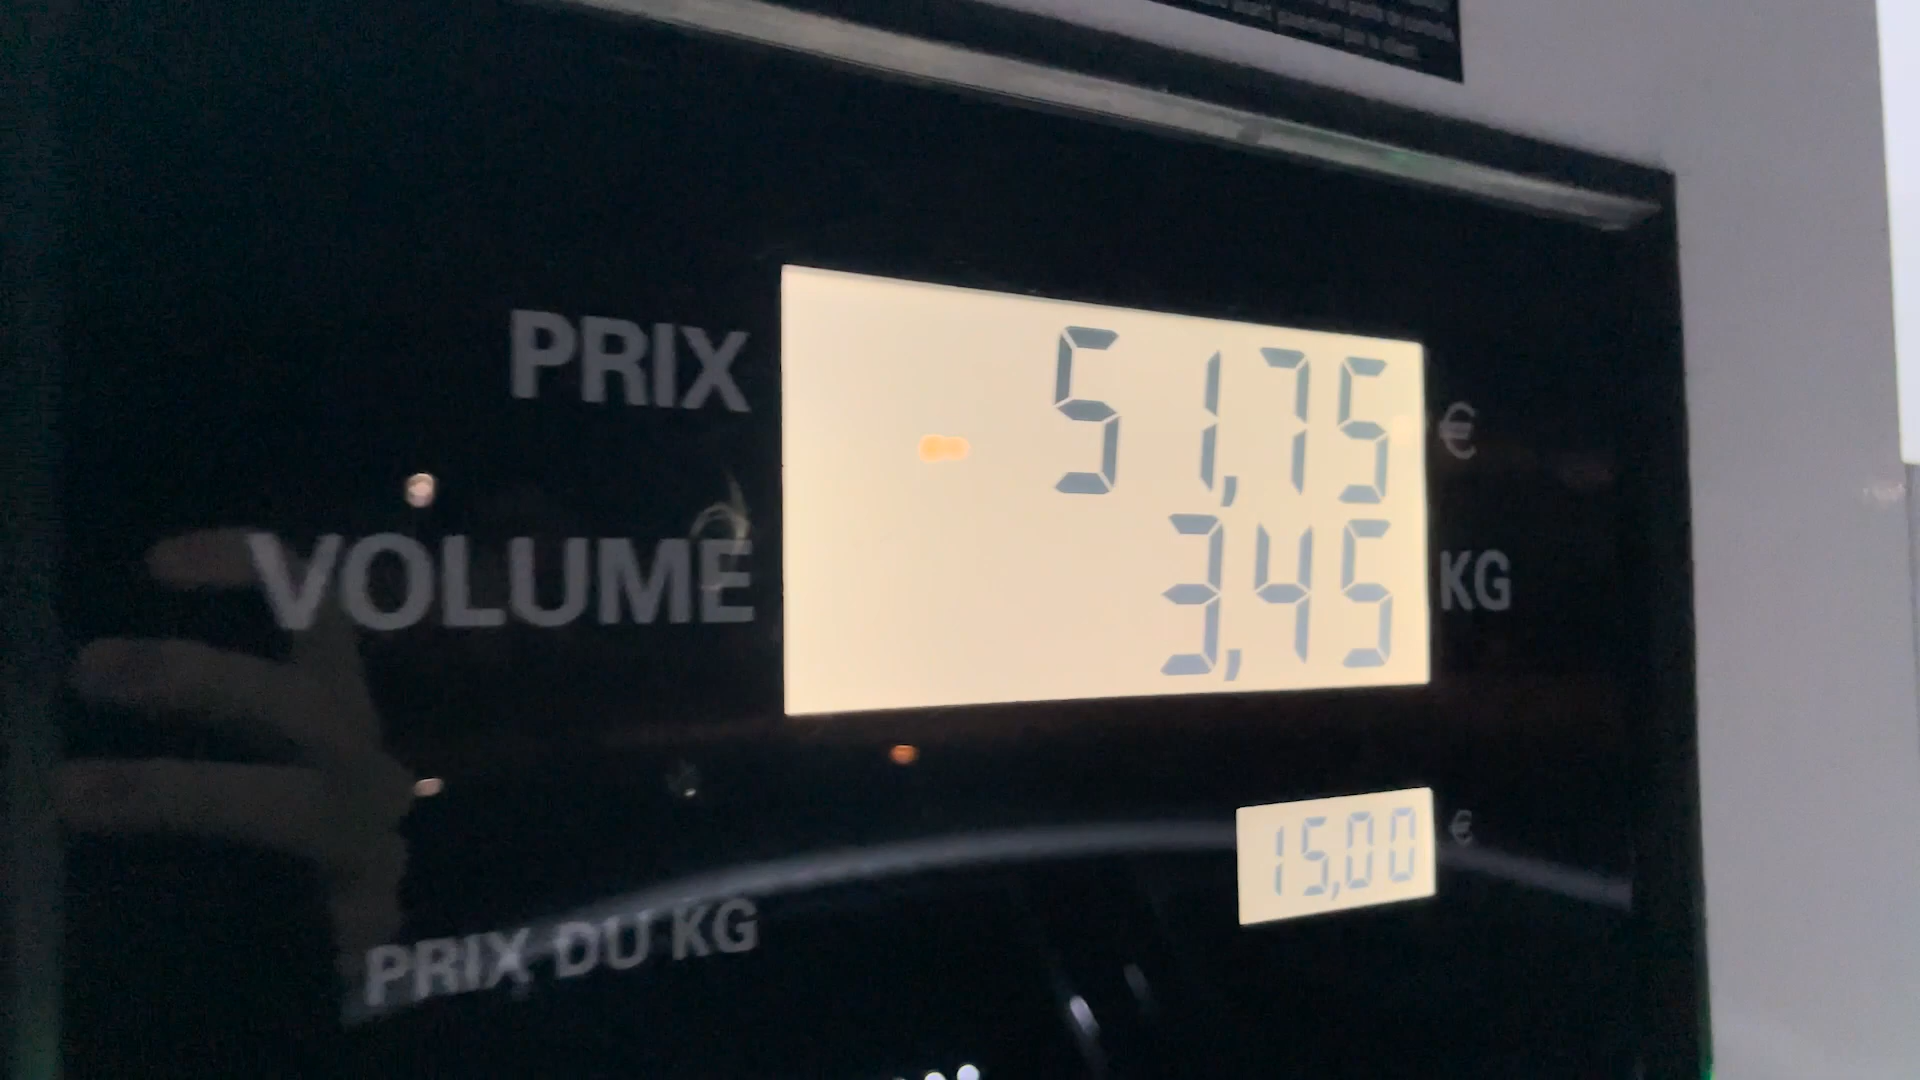 PRIX 51,75 €
VOLUME 3,45 KG
15,00 €
PRIX DU KG